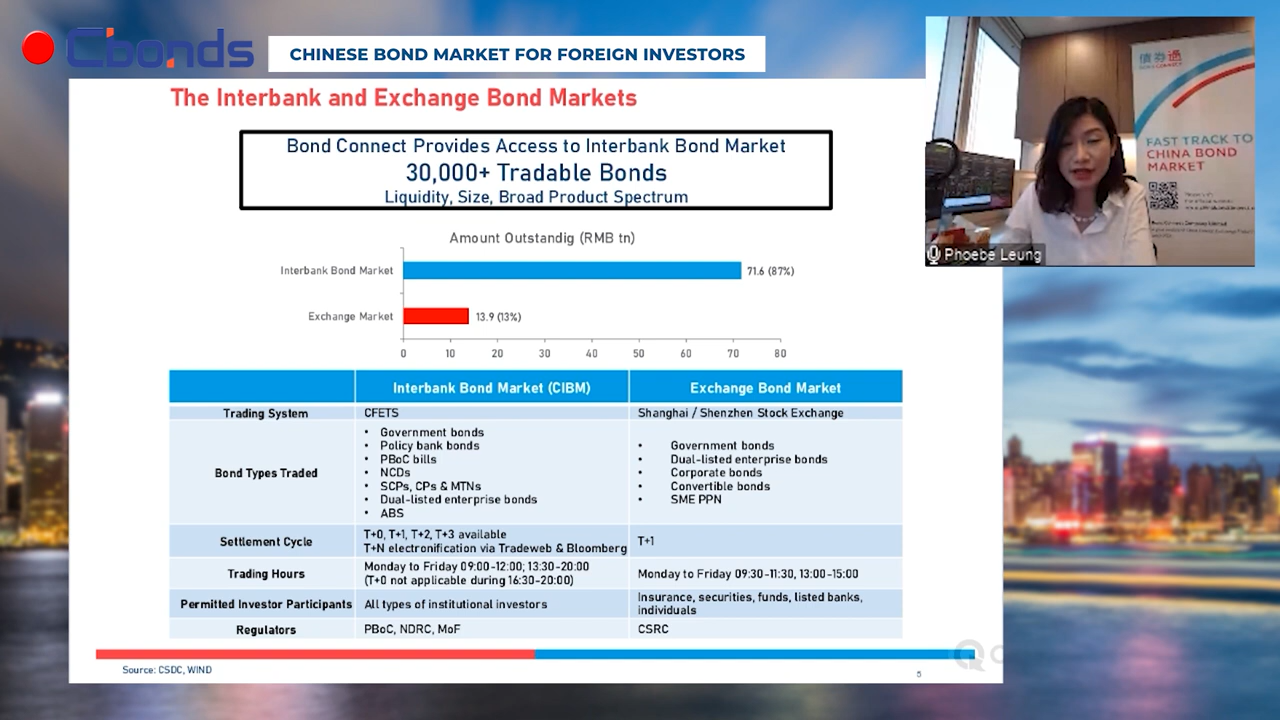 Cbonds
CHINESE BOND MARKET FOR FOREIGN INVESTORS
The Interbank and Exchange Bond Markets
Bond Connect Provides Access to Interbank Bond Market
30,000+ Tradable Bonds
Liquidity, Size, Broad Product Spectrum
Amount Outstandig (RMB tn)
Interbank Bond Market
71.6 (87%)
Exchange Market
13.9 (13%)
0 10 20 30 40 50 60 70 80
Interbank Bond Market (CIBM) Exchange Bond Market
Trading System CFETS Shanghai / Shenzhen Stock Exchange
Bond Types Traded
• Government bonds
• Policy bank bonds
• PBoC bills
• NCDs
• SCPs, CPs & MTNs
• Dual-listed enterprise bonds
• ABS
• Government bonds
• Dual-listed enterprise bonds
• Corporate bonds
• Convertible bonds
• SME PPN
Settlement Cycle
T+0, T+1, T+2, T+3 available
T+N electronification via Tradeweb & Bloomberg
T+1
Trading Hours
Monday to Friday 09:00-12:00; 13:30-20:00
(T+0 not applicable during 16:30-20:00)
Monday to Friday 09:30-11:30, 13:00-15:00
Permitted Investor Participants
All types of institutional investors
Insurance, securities, funds, listed banks,
individuals
Regulators PBoC, NDRC, MoF CSRC
Source: CSDC, WIND
5
債券通
BOND CONNECT
FAST TRACK TO
CHINA BOND
MARKET
Phoebe Leung